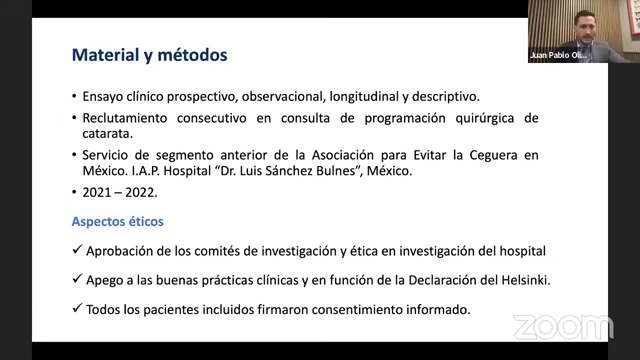 Juan Pablo Oli...
Material y métodos
• Ensayo clínico prospectivo, observacional, longitudinal y descriptivo.
• Reclutamiento consecutivo en consulta de programación quirúrgica de
catarata.
• Servicio de segmento anterior de la Asociación para Evitar la Ceguera en
México. I.A.P. Hospital “Dr. Luis Sánchez Bulnes”, México.
• 2021 – 2022.
Aspectos éticos
✓ Aprobación de los comités de investigación y ética en investigación del hospital
✓ Apego a las buenas prácticas clínicas y en función de la Declaración del Helsinki.
✓ Todos los pacientes incluidos firmaron consentimiento informado.
zoom